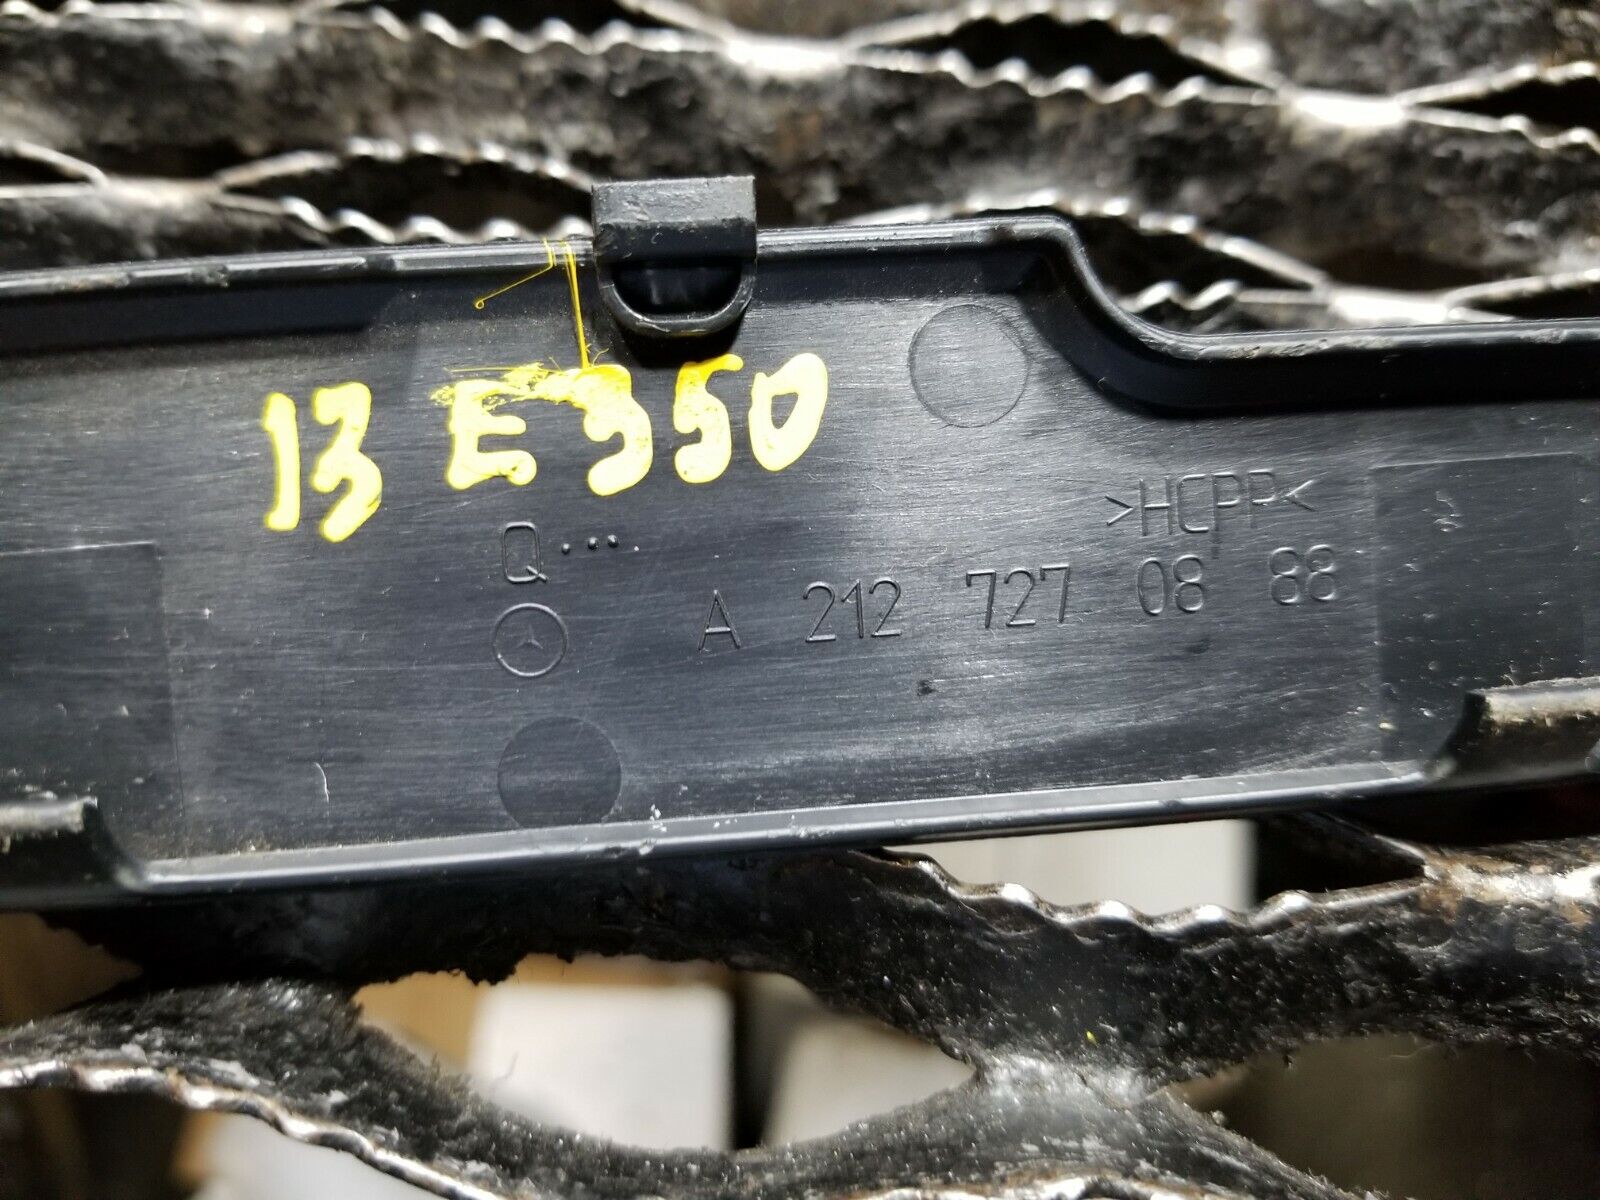 13 E350
>HCPP<
Q....
A 212 727 08 88